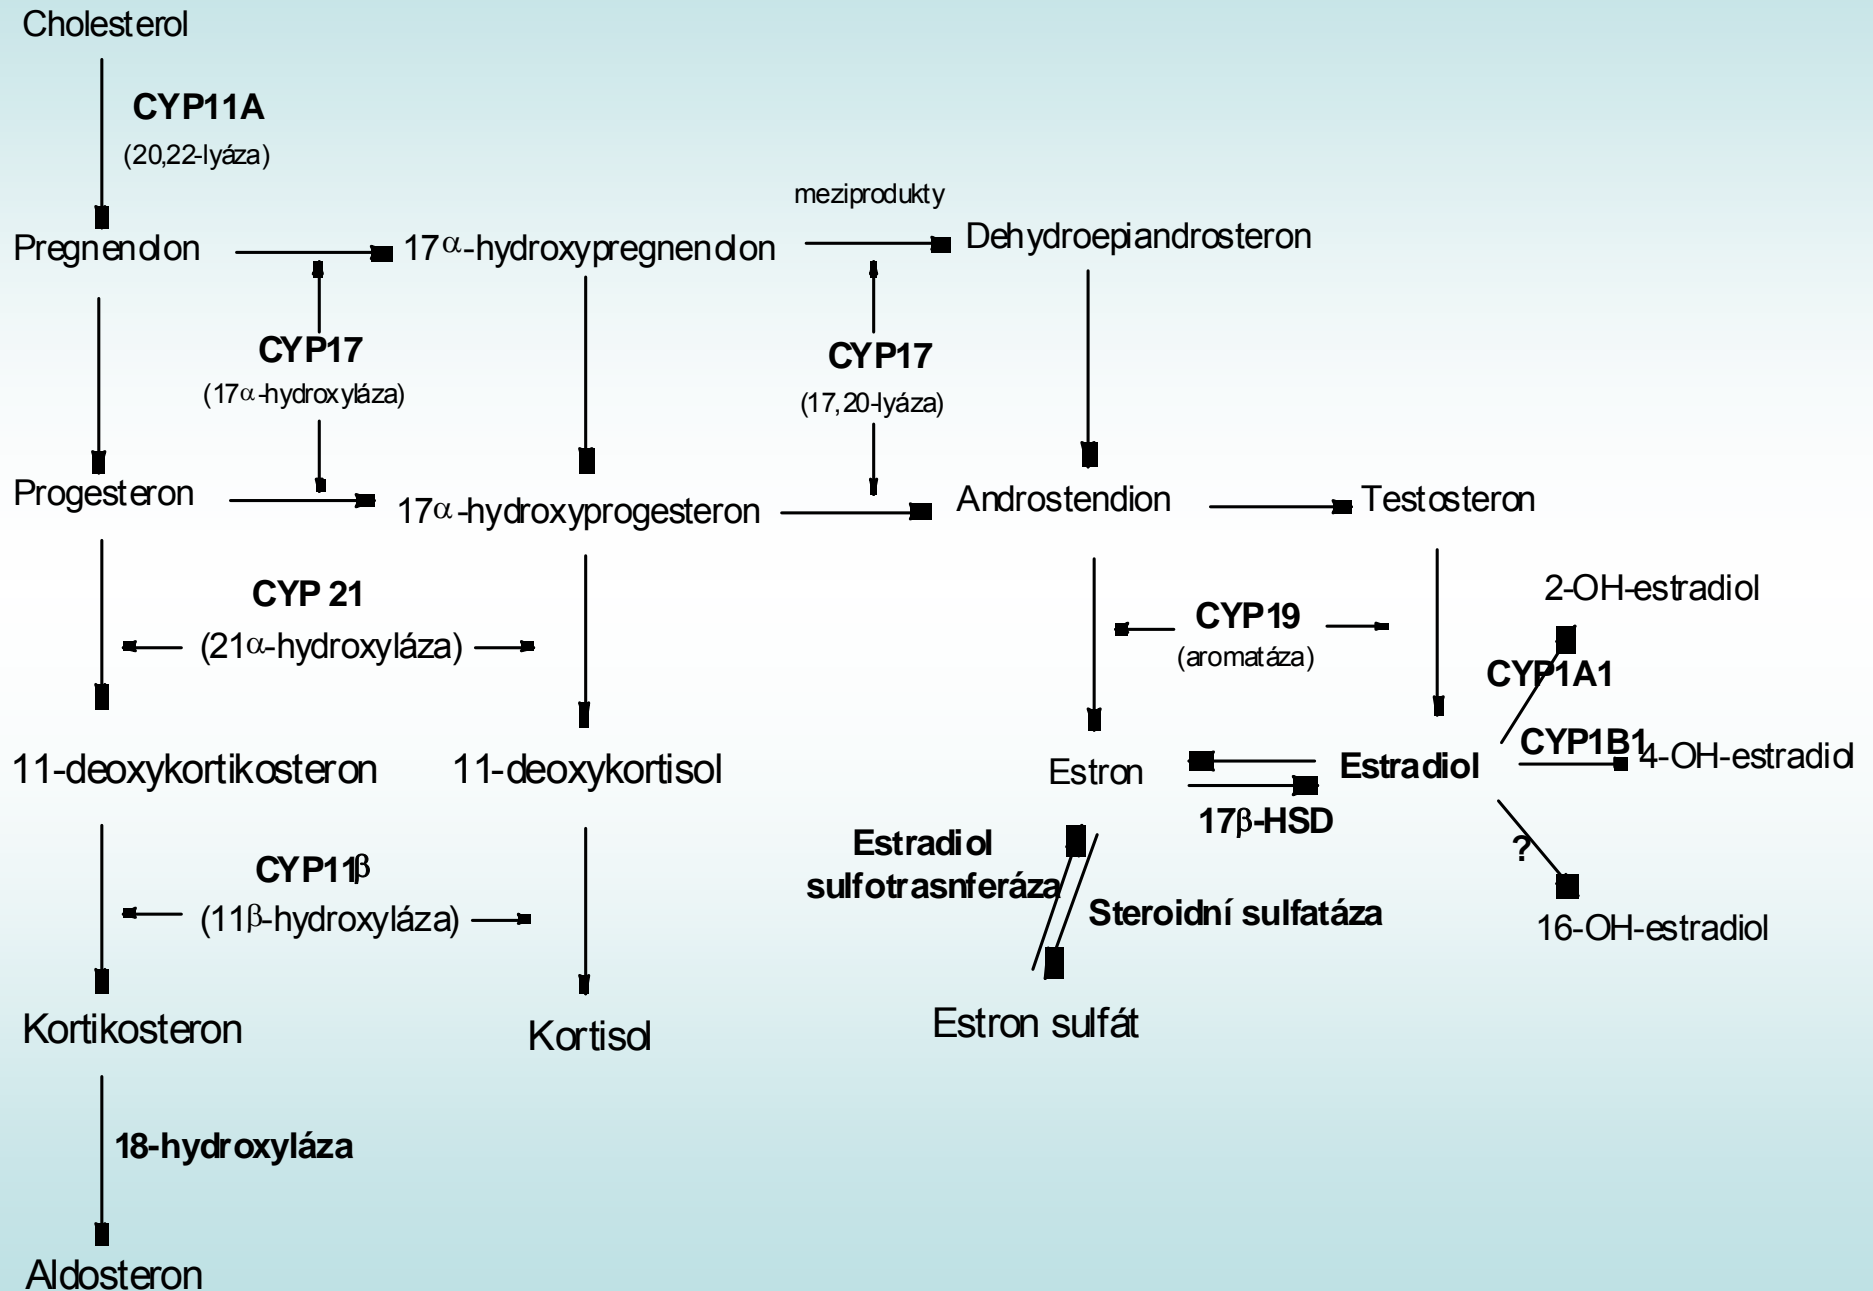 Cholesterol
CYP11A
(20,22-lyáza)
meziprodukty
Pregnenolon
17α-hydroxypregnenolon
Dehydroepiandrosteron
CYP17
(17α-hydroxyláza)
CYP17
(17,20-lyáza)
Progesteron
17α-hydroxyprogesteron
Androstendion
Testosteron
CYP 21
(21α-hydroxyláza)
CYP19
(aromatáza)
2-OH-estradiol
CYP1A1
CYP1B1
4-OH-estradiol
11-deoxykortikosteron
11-deoxykortisol
Estron
Estradiol
17β-HSD
?
16-OH-estradiol
Estradiol
sulfotrasnferáza
Steroidní sulfatáza
CYP11β
(11β-hydroxyláza)
Kortikosteron
Kortisol
Estron sulfát
18-hydroxyláza
Aldosteron